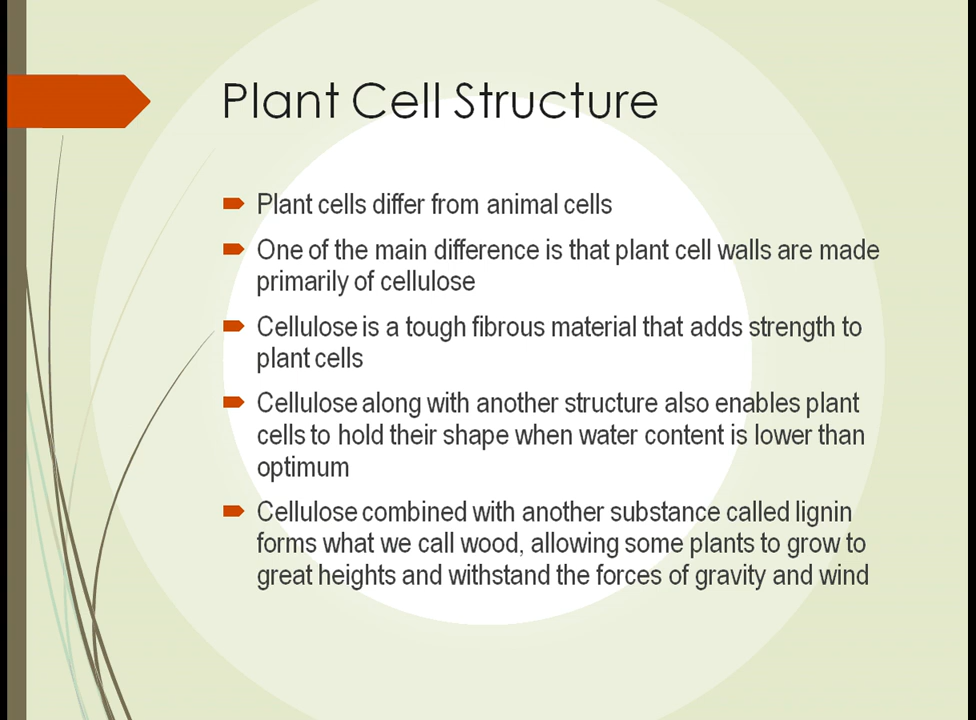 Plant Cell Structure
Plant cells differ from animal cells
One of the main difference is that plant cell walls are made
primarily of cellulose
Cellulose is a tough fibrous material that adds strength to
plant cells
Cellulose along with another structure also enables plant
cells to hold their shape when water content is lower than
optimum
Cellulose combined with another substance called lignin
forms what we call wood, allowing some plants to grow to
great heights and withstand the forces of gravity and wind